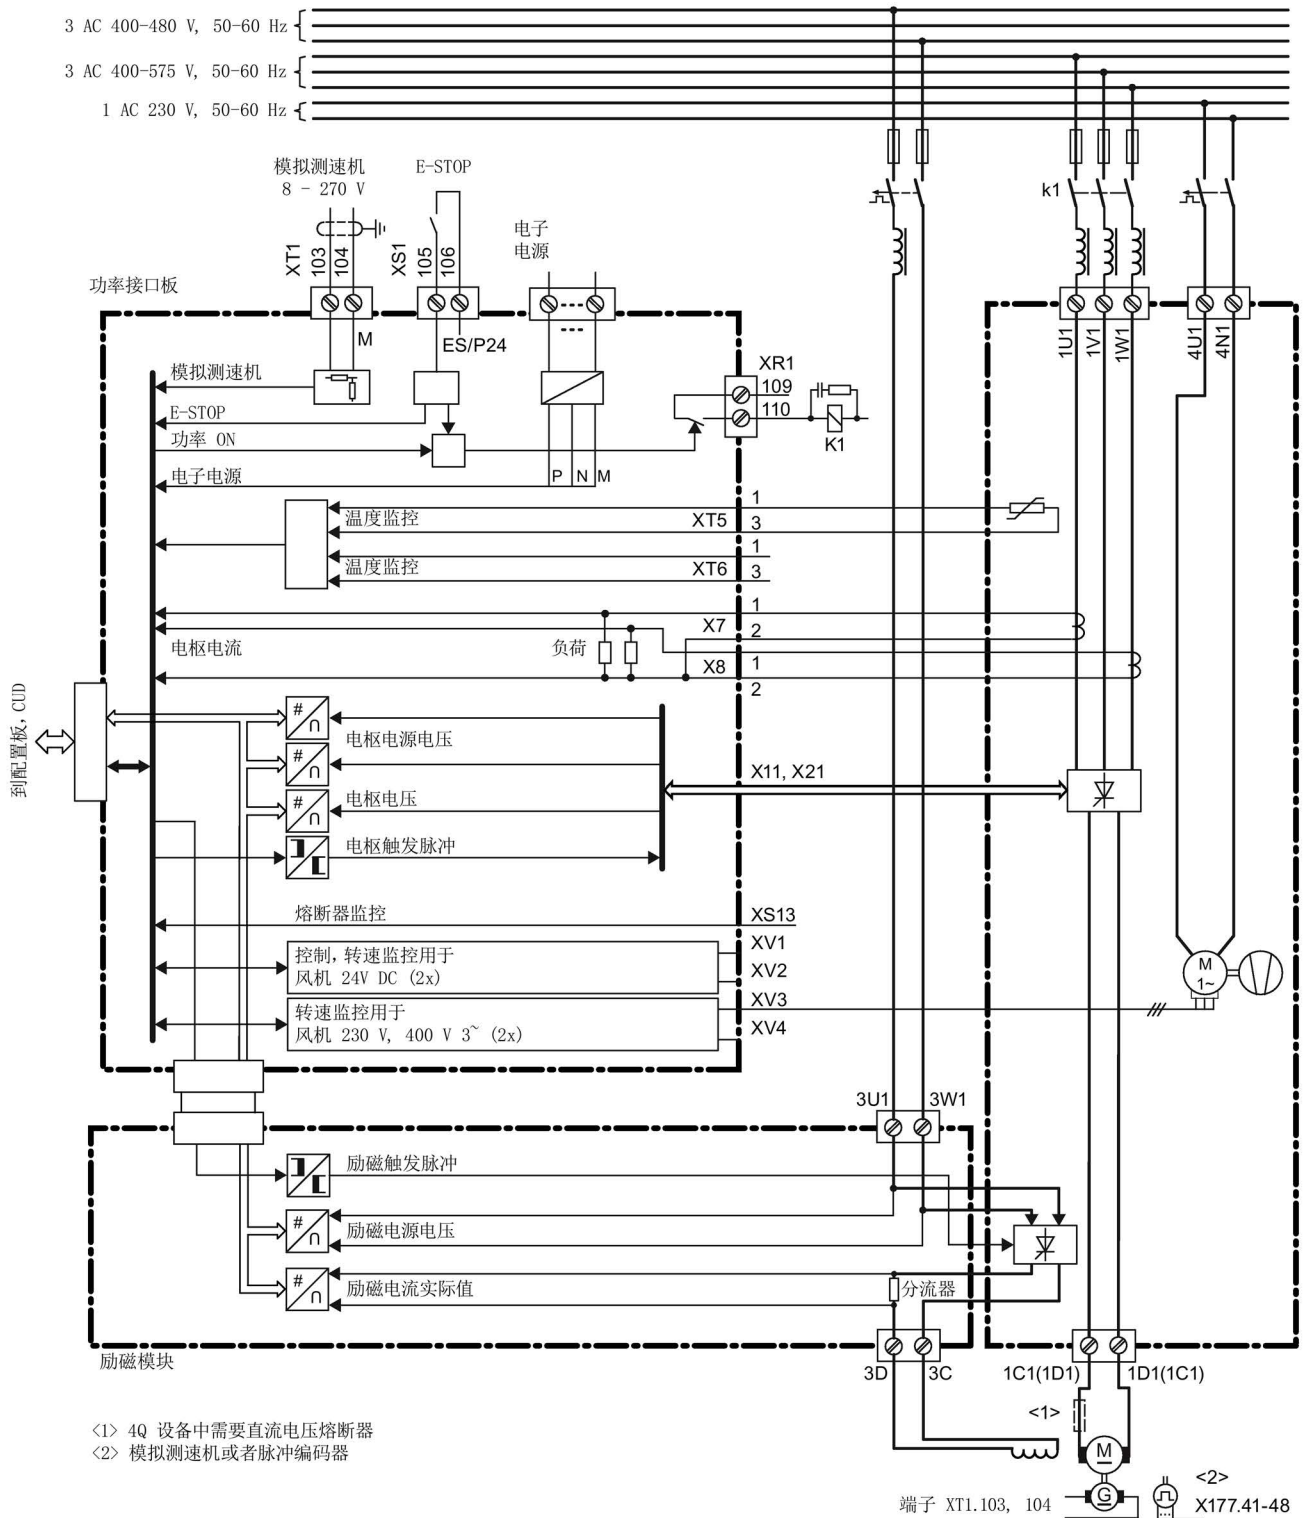 3 AC 400-480 V, 50-60 Hz
3 AC 400-575 V, 50-60 Hz
1 AC 230 V, 50-60 Hz
模拟测速机
8 - 270 V
E-STOP
k1
XT1
103
104
XS1
105
106
电子
电源
功率接口板
M
ES/P24
1U1
1V1
1W1
4U1
4N1
XR1
109
110
K1
模拟测速机
E-STOP
功率 ON
电子电源
P
N
M
温度监控
XT5
1
3
温度监控
XT6
1
3
电枢电流
负荷
X7
1
2
X8
1
2
到配置板,CUD
#
∩
电枢电源电压
#
∩
X11, X21
电枢电压
#
∩
电枢触发脉冲
熔断器监控
XS13
控制, 转速监控用于
风机 24V DC (2x)
XV1
XV2
转速监控用于
风机 230 V, 400 V 3~ (2x)
XV3
XV4
M
1~
3U1
3W1
励磁触发脉冲
#
∩
励磁电源电压
#
∩
励磁电流实际值
分流器
励磁模块
3D
3C
1C1(1D1)
1D1(1C1)
<1>
<1> 4Q 设备中需要直流电压熔断器
<2> 模拟测速机或者脉冲编码器
M
G
<2>
端子 XT1.103, 104
X177.41-48